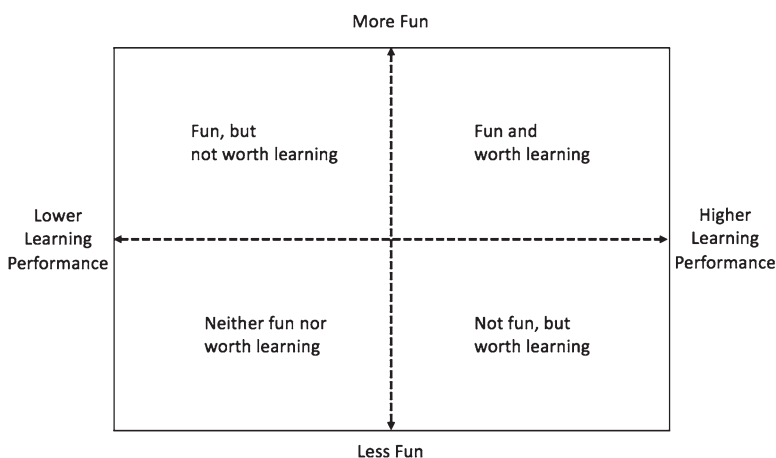 More Fun
Fun, but
not worth learning
Fun and
worth learning
Lower
Learning
Performance
Higher
Learning
Performance
Neither fun nor
worth learning
Not fun, but
worth learning
Less Fun